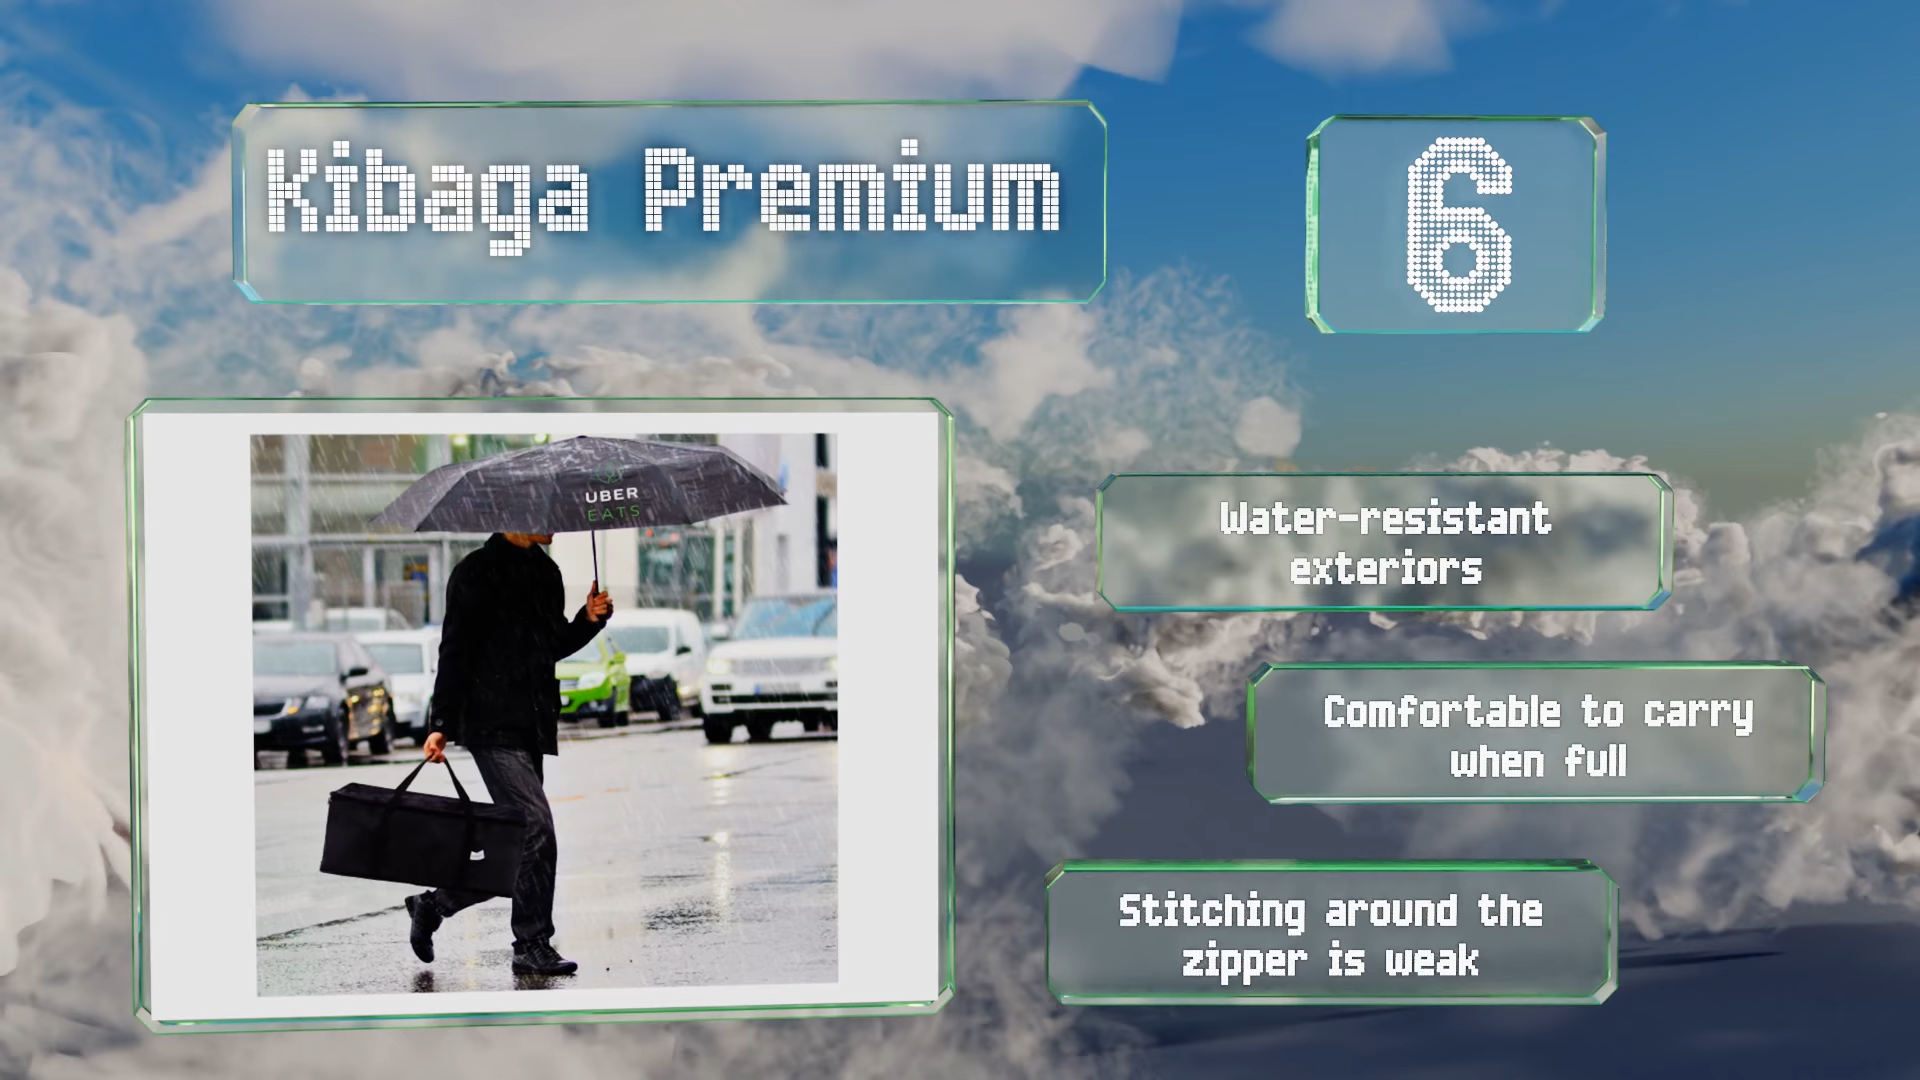 Kibaga Premium
6
UBER
EATS
Water-resistant
exteriors
Comfortable to carry
when full
Stitching around the
zipper is weak